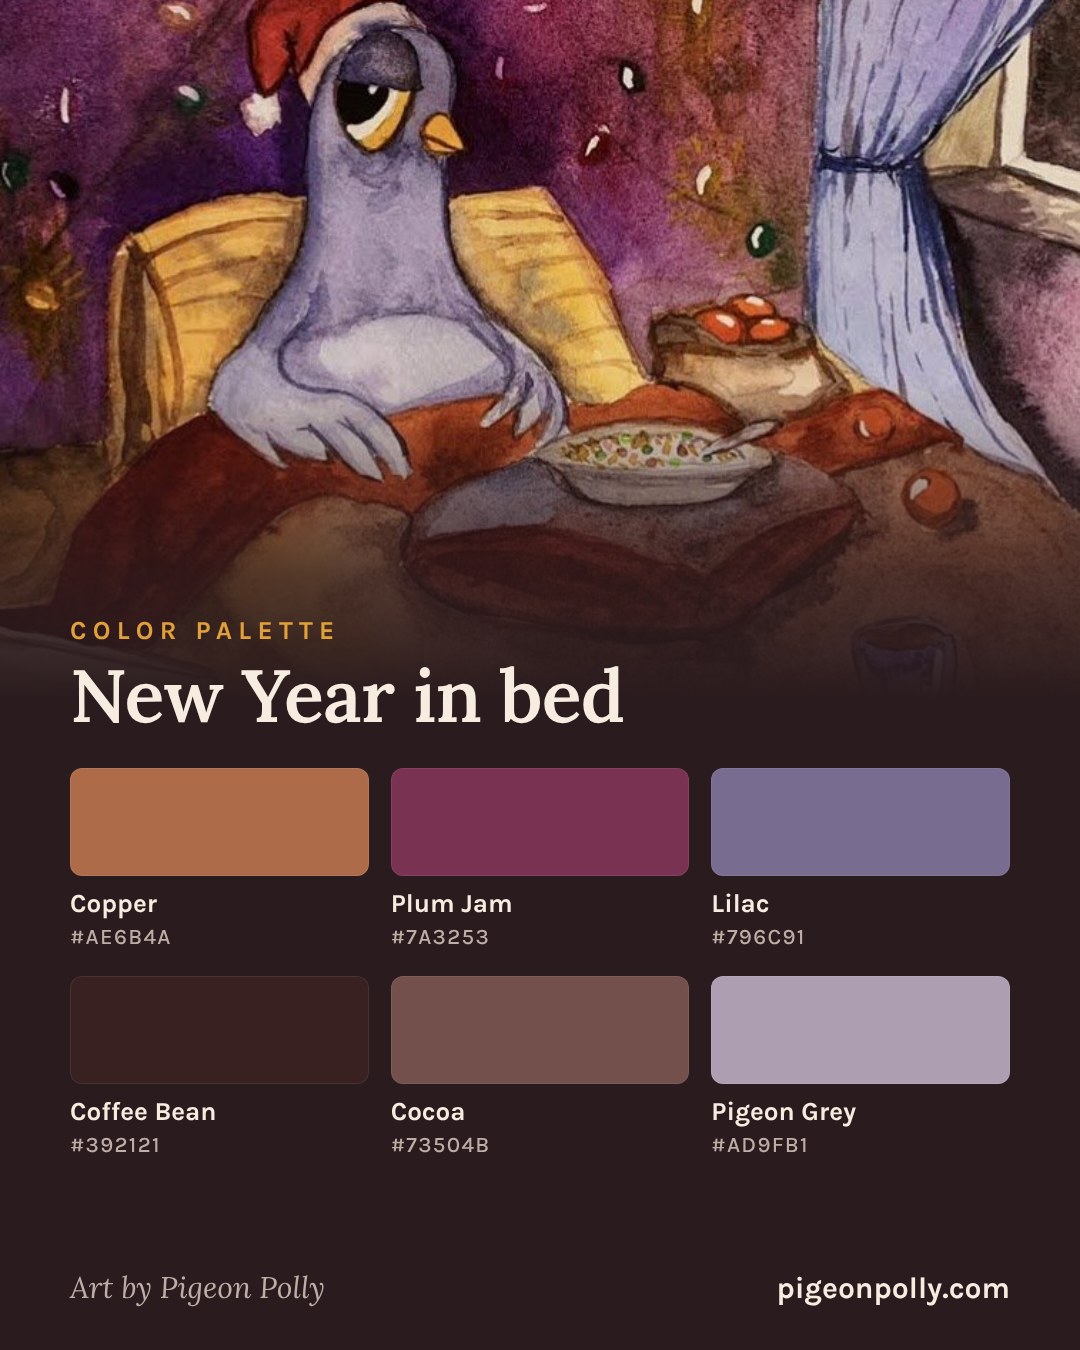 COLOR PALETTE
New Year in bed
Copper
#AE6B4A
Plum Jam
#7A3253
Lilac
#796C91
Coffee Bean
#392121
Cocoa
#73504B
Pigeon Grey
#AD9FB1
Art by Pigeon Polly
pigeonpolly.com